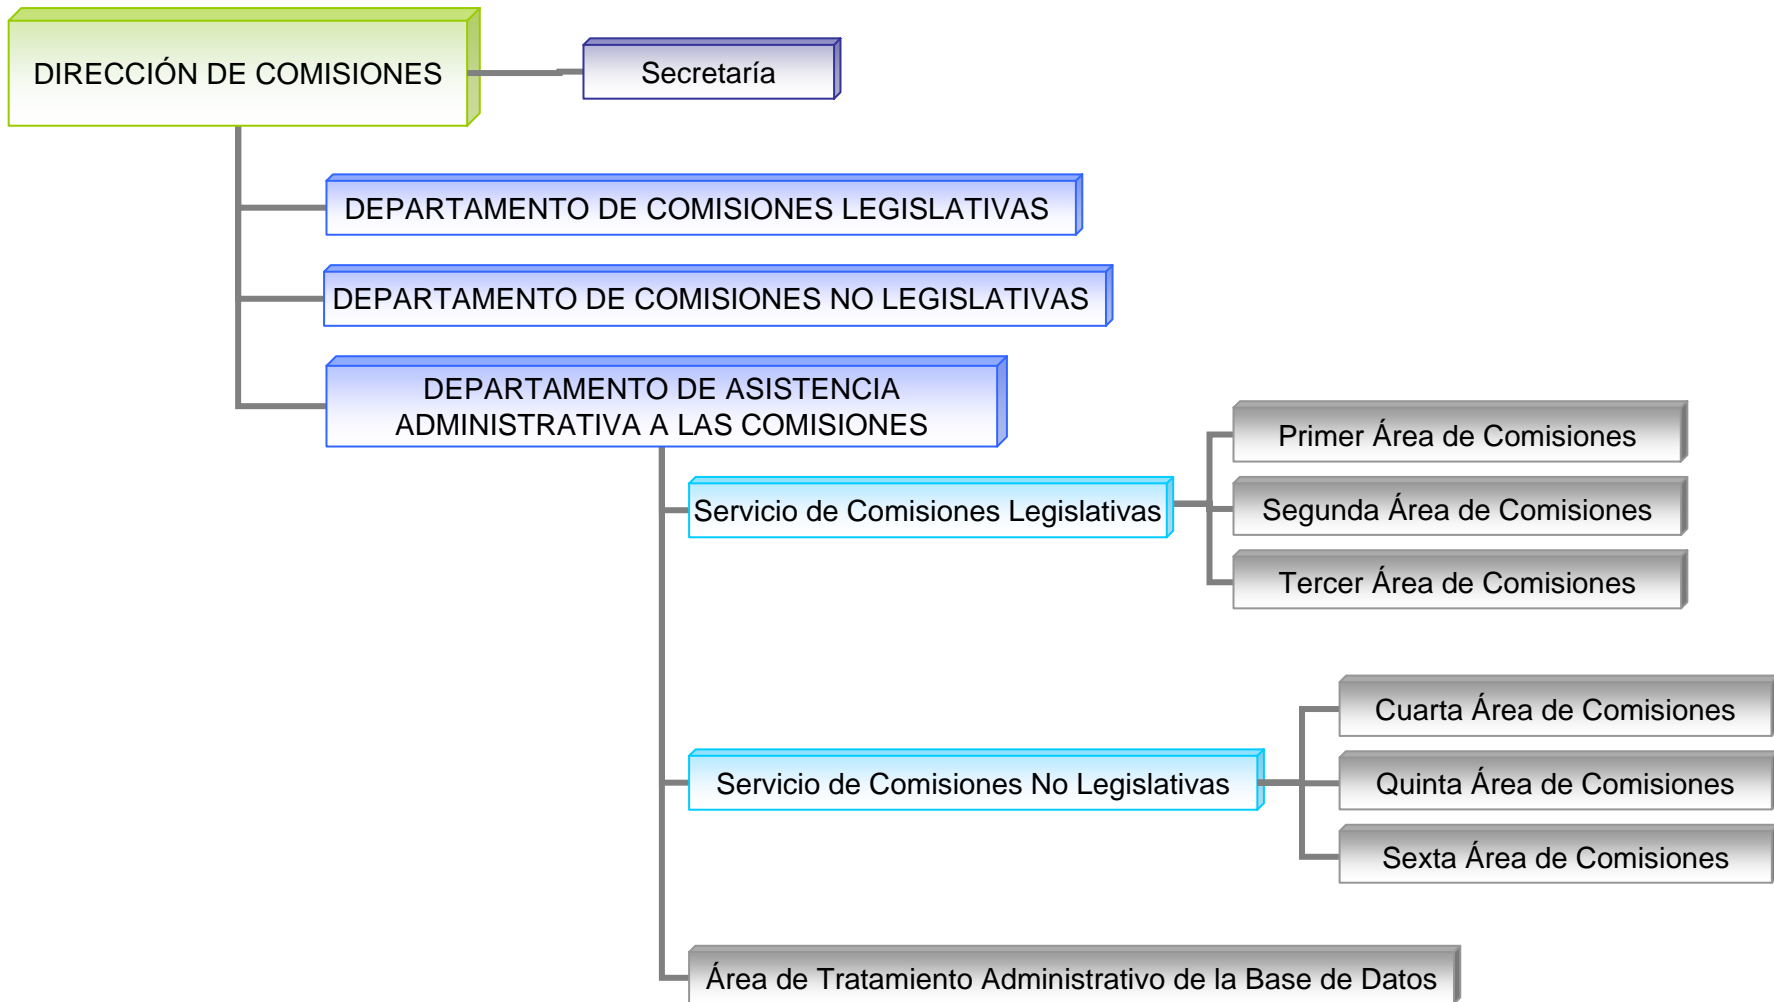 DIRECCIÓN DE COMISIONES
Secretaría
DEPARTAMENTO DE COMISIONES LEGISLATIVAS
DEPARTAMENTO DE COMISIONES NO LEGISLATIVAS
DEPARTAMENTO DE ASISTENCIA
ADMINISTRATIVA A LAS COMISIONES
Servicio de Comisiones Legislativas
Primer Área de Comisiones
Segunda Área de Comisiones
Tercer Área de Comisiones
Servicio de Comisiones No Legislativas
Cuarta Área de Comisiones
Quinta Área de Comisiones
Sexta Área de Comisiones
Área de Tratamiento Administrativo de la Base de Datos